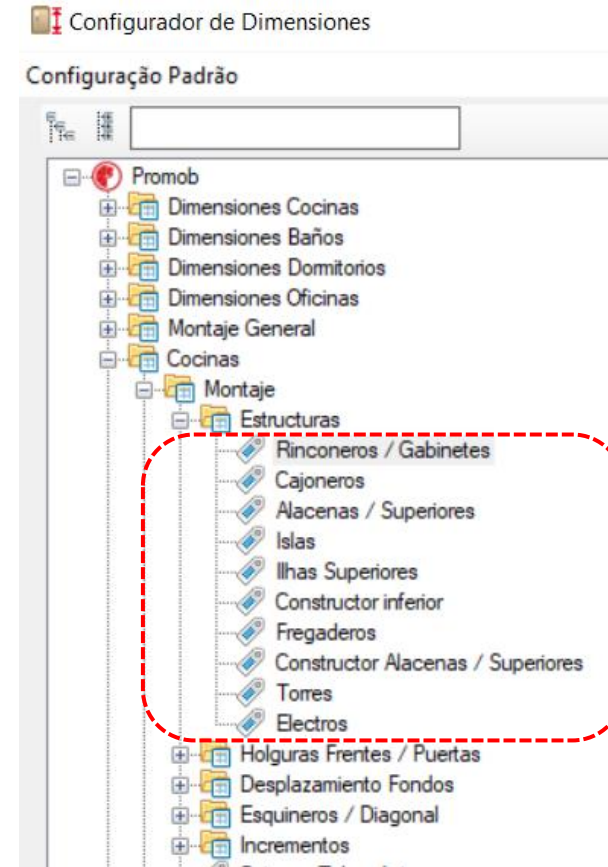 Configurador de Dimensiones
Configuração Padrão
Promob
Dimensiones Cocinas
Dimensiones Baños
Dimensiones Dormitorios
Dimensiones Oficinas
Montaje General
Cocinas
Montaje
Estructuras
Rinconeros / Gabinetes
Cajoneros
Alacenas / Superiores
Islas
Ilhas Superiores
Constructor inferior
Fregaderos
Constructor Alacenas / Superiores
Torres
Electros
Holguras Frentes / Puertas
Desplazamiento Fondos
Esquineros / Diagonal
Incrementos